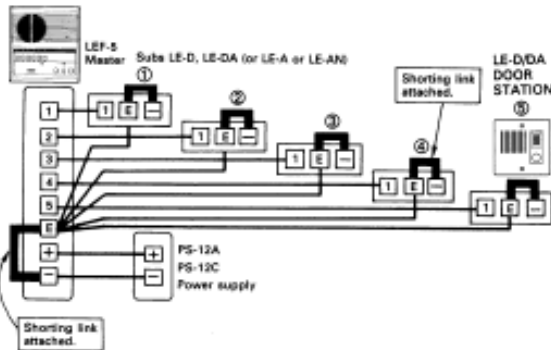 LEF-5
Master
Subs LE-D, LE-DA (or LE-A or LE-AN)
LE-D/DA
DOOR
STATION
⑤
Shorting link
attached.
①
②
③
④
1
2
3
4
5
E
+
−
1 E −
1 E −
1 E −
1 E −
1 E −
+
−
PS-12A
PS-12C
Power supply
Shorting link
attached.